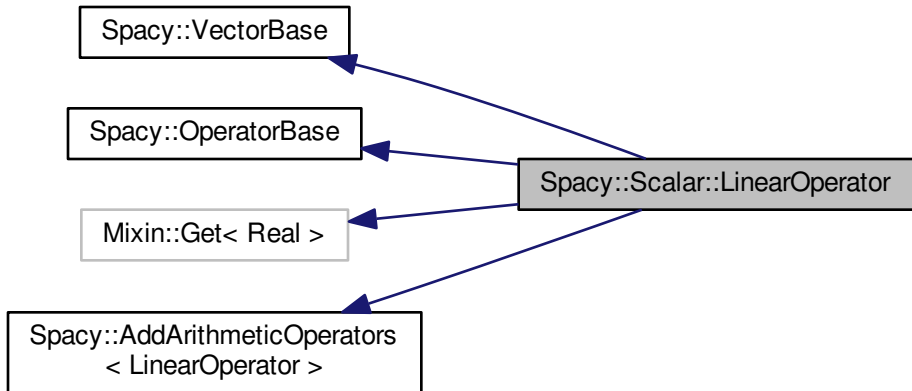 Spacy::VectorBase
Spacy::OperatorBase
Spacy::Scalar::LinearOperator
Mixin::Get< Real >
Spacy::AddArithmeticOperators
< LinearOperator >